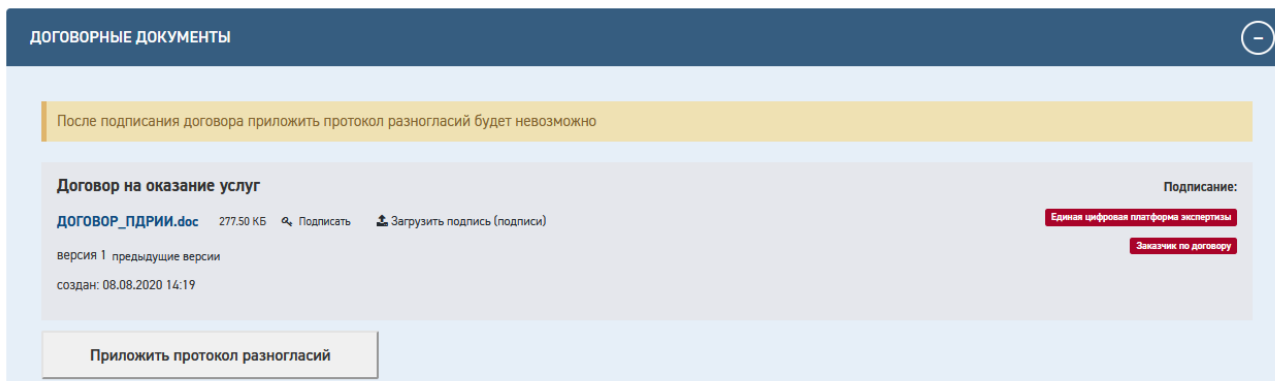 ДОГОВОРНЫЕ ДОКУМЕНТЫ
После подписания договора приложить протокол разногласий будет невозможно
Договор на оказание услуг
Подписание:
ДОГОВОР_ПДРИИ.doc 277.50 КБ Подписать Загрузить подпись (подписи)
Единая цифровая платформа экспертизы
Заказчик по договору
версия 1 предыдущие версии
создан: 08.08.2020 14:19
Приложить протокол разногласий